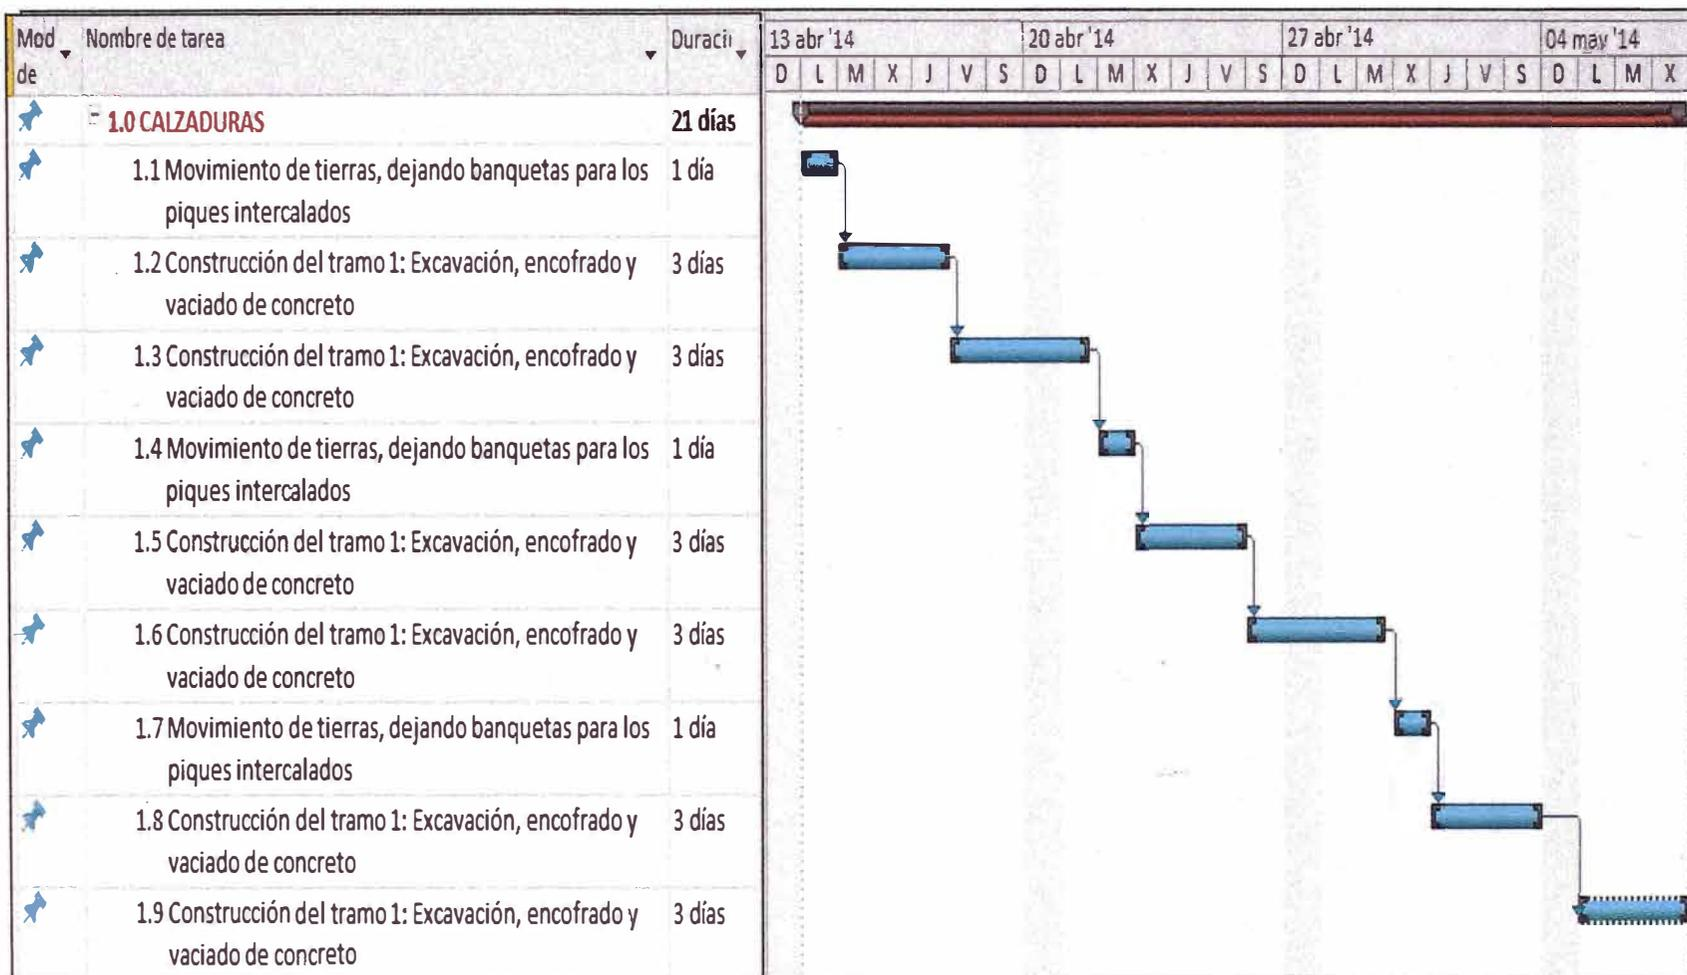 Mod Nombre de tarea Duración
de
13 abr '14 20 abr '14 27 abr '14 04 may '14
D L M X J V S D L M X J V S D L M X J V S D L M X
1.0 CALZADURAS 21 días
1.1 Movimiento de tierras, dejando banquetas para los 1 día
piques intercalados
1.2 Construcción del tramo 1: Excavación, encofrado y 3 días
vaciado de concreto
1.3 Construcción del tramo 1: Excavación, encofrado y 3 días
vaciado de concreto
1.4 Movimiento de tierras, dejando banquetas para los 1 día
piques intercalados
1.5 Construcción del tramo 1: Excavación, encofrado y 3 días
vaciado de concreto
1.6 Construcción del tramo 1: Excavación, encofrado y 3 días
vaciado de concreto
1.7 Movimiento de tierras, dejando banquetas para los 1 día
piques intercalados
1.8 Construcción del tramo 1: Excavación, encofrado y 3 días
vaciado de concreto
1.9 Construcción del tramo 1: Excavación, encofrado y 3 días
vaciado de concreto